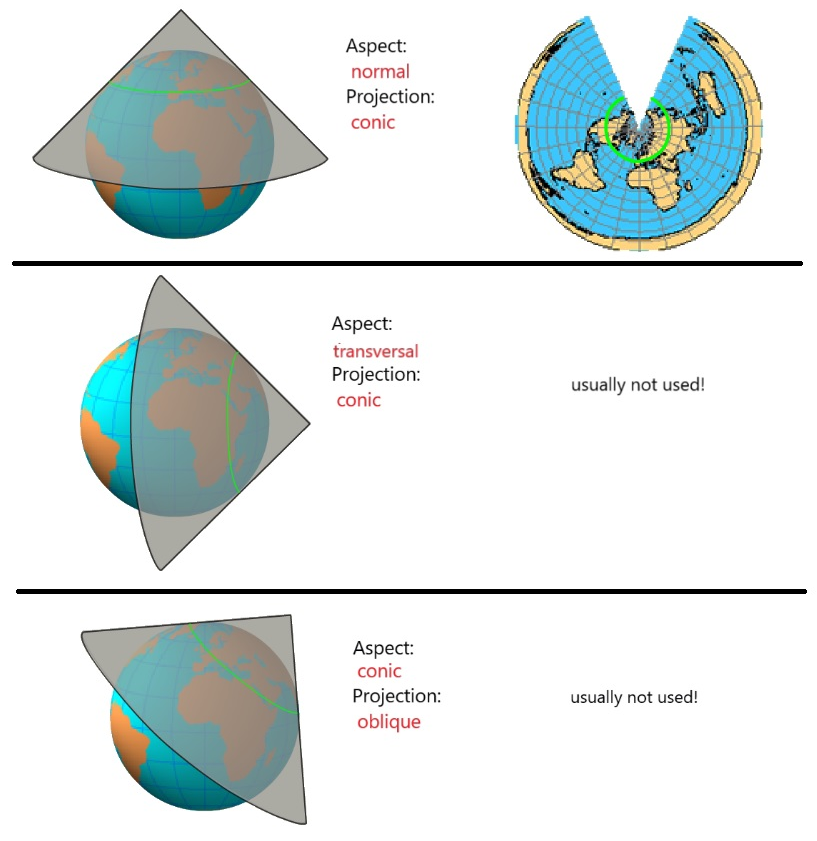 Aspect:
normal
Projection:
conic
Aspect:
transversal
Projection:
conic
usually not used!
Aspect:
conic
Projection:
oblique
usually not used!